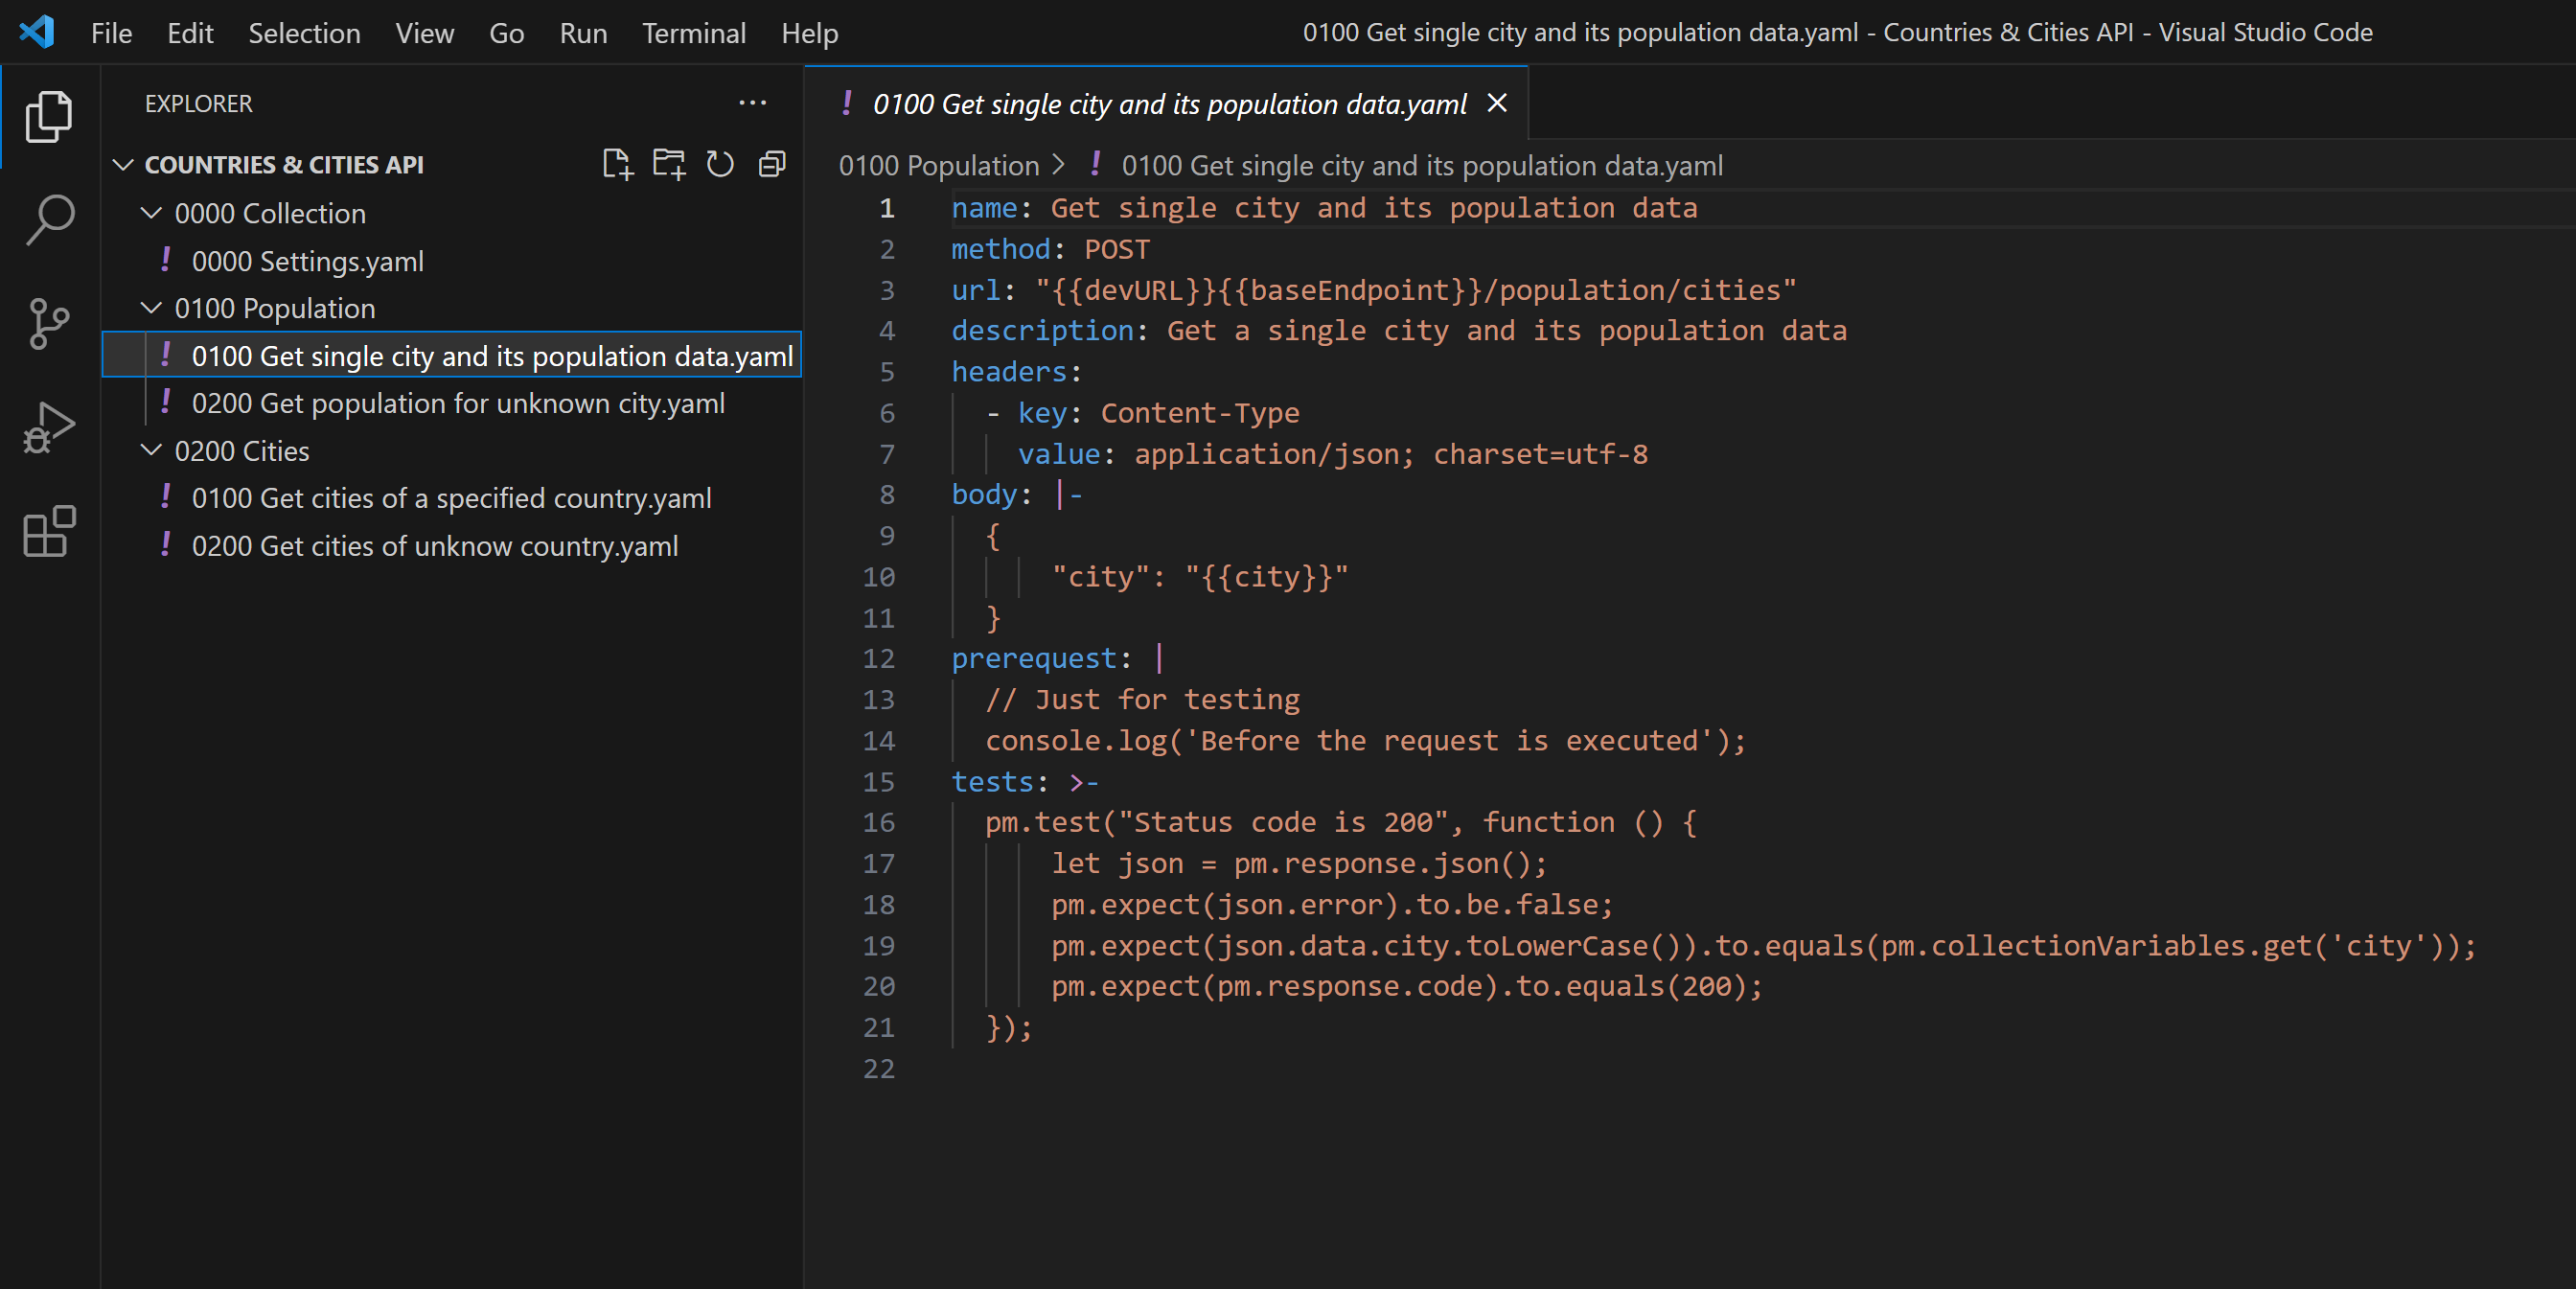 File Edit Selection View Go Run Terminal Help 0100 Get single city and its population data.yaml - Countries & Cities API - Visual Studio Code
EXPLORER
COUNTRIES & CITIES API
0000 Collection
! 0000 Settings.yaml
0100 Population
! 0100 Get single city and its population data.yaml
! 0200 Get population for unknown city.yaml
0200 Cities
! 0100 Get cities of a specified country.yaml
! 0200 Get cities of unknow country.yaml
! 0100 Get single city and its population data.yaml
0100 Population > ! 0100 Get single city and its population data.yaml
1 name: Get single city and its population data
2 method: POST
3 url: "{{devURL}}{{baseEndpoint}}/population/cities"
4 description: Get a single city and its population data
5 headers:
6   - key: Content-Type
7     value: application/json; charset=utf-8
8 body: |-
9   {
10       "city": "{{city}}"
11   }
12 prerequest: |
13   // Just for testing
14   console.log('Before the request is executed');
15 tests: >-
16   pm.test("Status code is 200", function () {
17       let json = pm.response.json();
18       pm.expect(json.error).to.be.false;
19       pm.expect(json.data.city.toLowerCase()).to.equals(pm.collectionVariables.get('city'));
20       pm.expect(pm.response.code).to.equals(200);
21   });
22